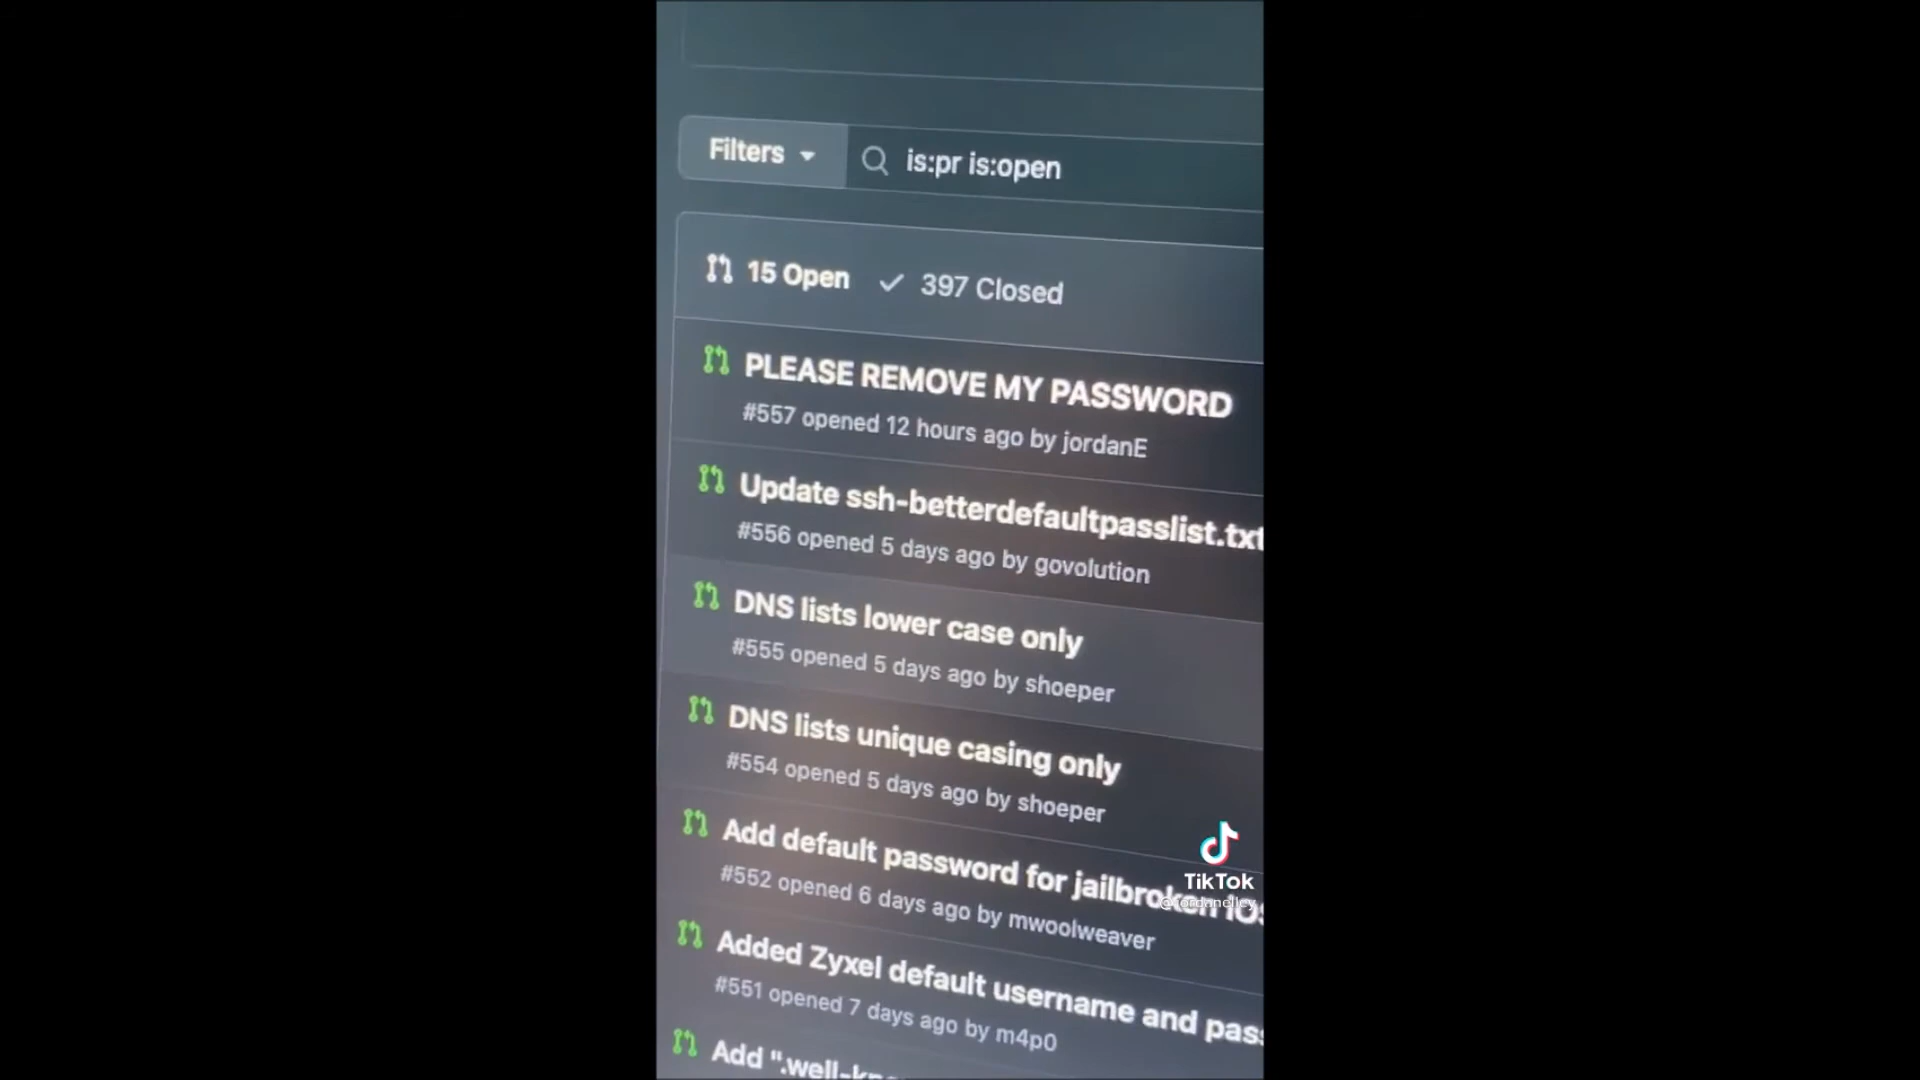 Filters
is:pr is:open
15 Open 397 Closed
PLEASE REMOVE MY PASSWORD
#557 opened 12 hours ago by jordanE
Update ssh-betterdefaultpasslist.txt
#556 opened 5 days ago by govolution
DNS lists lower case only
#555 opened 5 days ago by shoeper
DNS lists unique casing only
#554 opened 5 days ago by shoeper
Add default password for jailbroken iOS
#552 opened 6 days ago by mwoolweaver
TikTok
Added Zyxel default username and pass
#551 opened 7 days ago by m4p0
Add